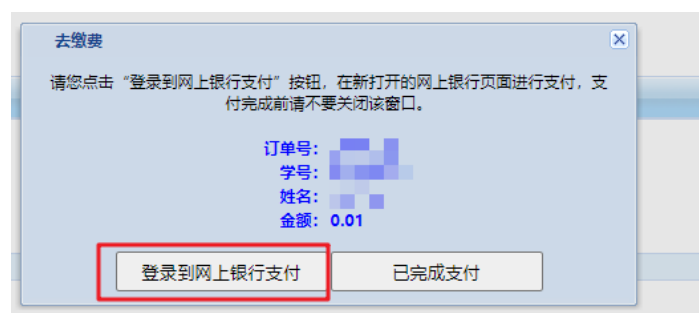 去缴费
请您点击“登录到网上银行支付”按钮，在新打开的网上银行页面进行支付，支
付完成前请不要关闭该窗口。
订单号：
学号：
姓名：
金额：0.01
登录到网上银行支付
已完成支付